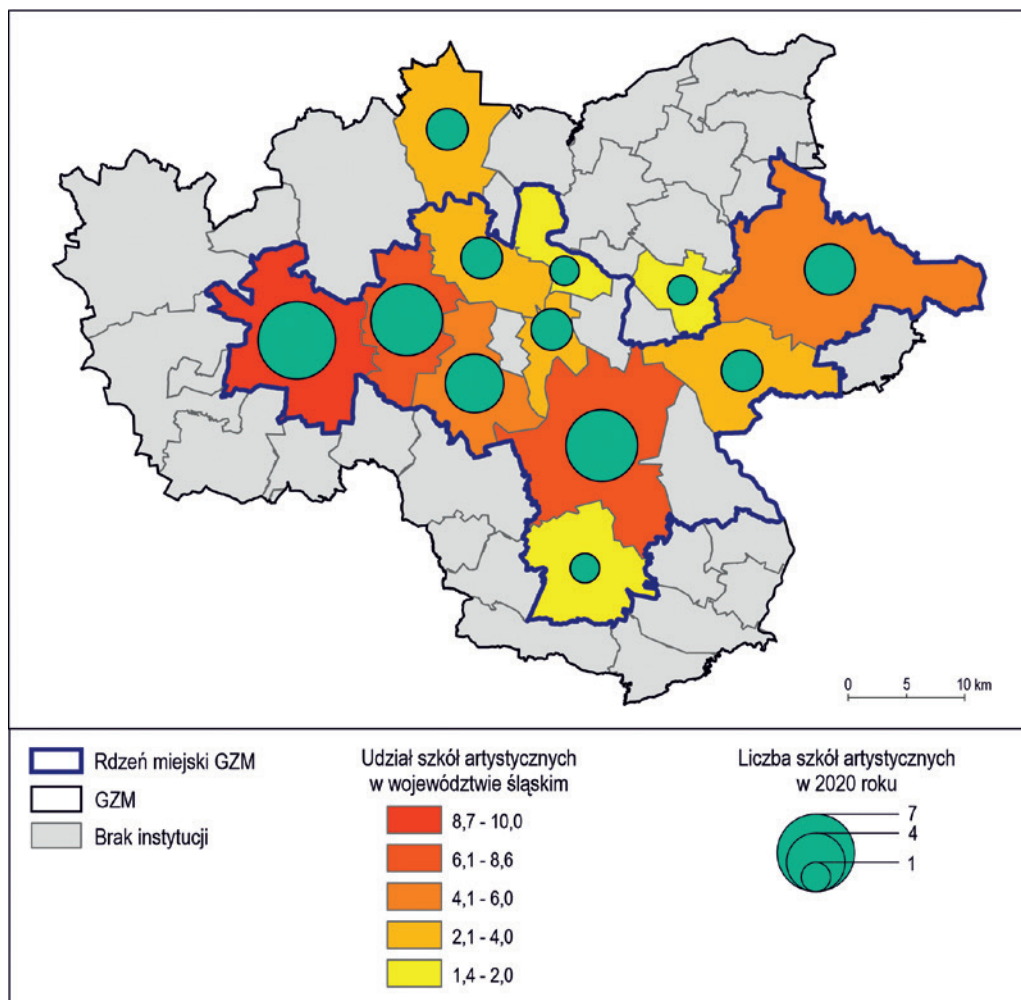 0 5 10 km
Rdzeń miejski GZM
GZM
Brak instytucji
Udział szkół artystycznych
w województwie śląskim
8,7 - 10,0
6,1 - 8,6
4,1 - 6,0
2,1 - 4,0
1,4 - 2,0
Liczba szkół artystycznych
w 2020 roku
7
4
1